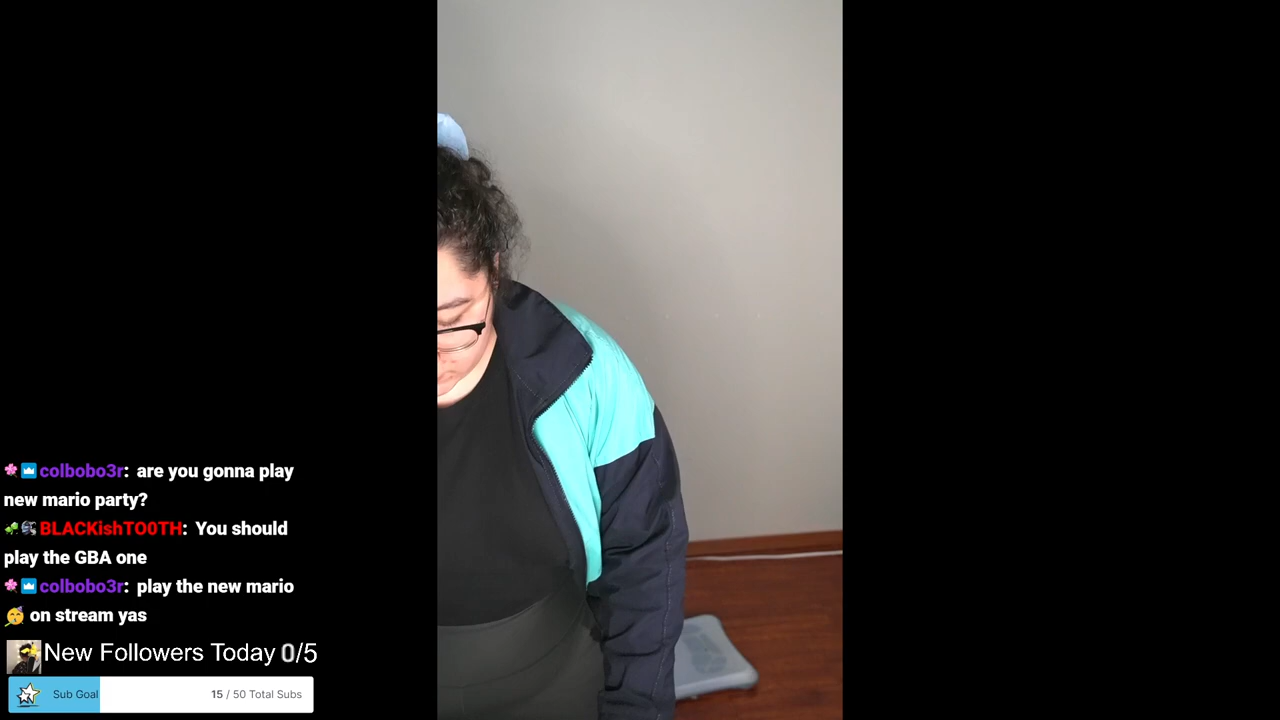 colbobo3r: are you gonna play
new mario party?
BLACKishTO0TH: You should
play the GBA one
colbobo3r: play the new mario
🥳 on stream yas
New Followers Today 0/5
Sub Goal 15 / 50 Total Subs